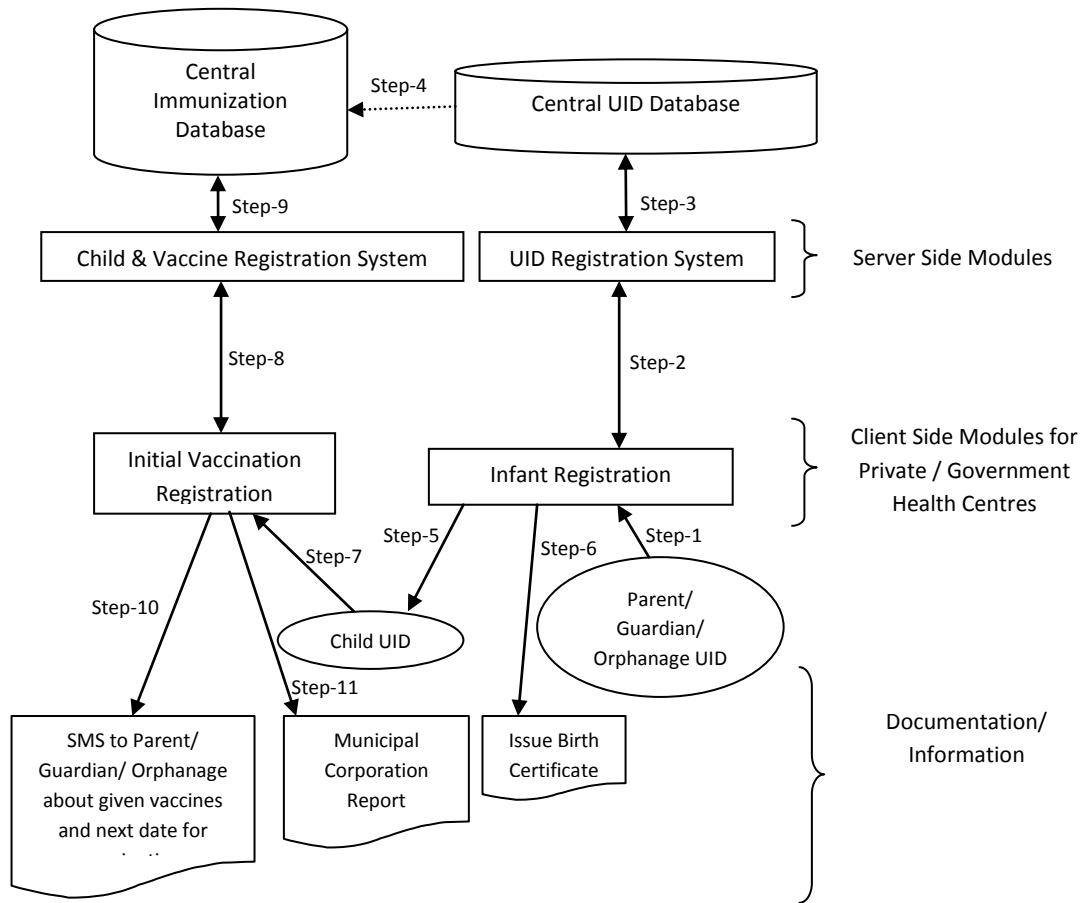 Central
Immunization
Database
Step-4
Central UID Database
Step-9
Step-3
Child & Vaccine Registration System
UID Registration System
Server Side Modules
Step-8
Step-2
Initial Vaccination
Registration
Infant Registration
Client Side Modules for
Private / Government
Health Centres
Step-5
Step-7
Step-6
Step-1
Step-10
Child UID
Parent/
Guardian/
Orphanage UID
Step-11
SMS to Parent/
Guardian/ Orphanage
about given vaccines
and next date for
Municipal
Corporation
Report
Issue Birth
Certificate
Documentation/
Information